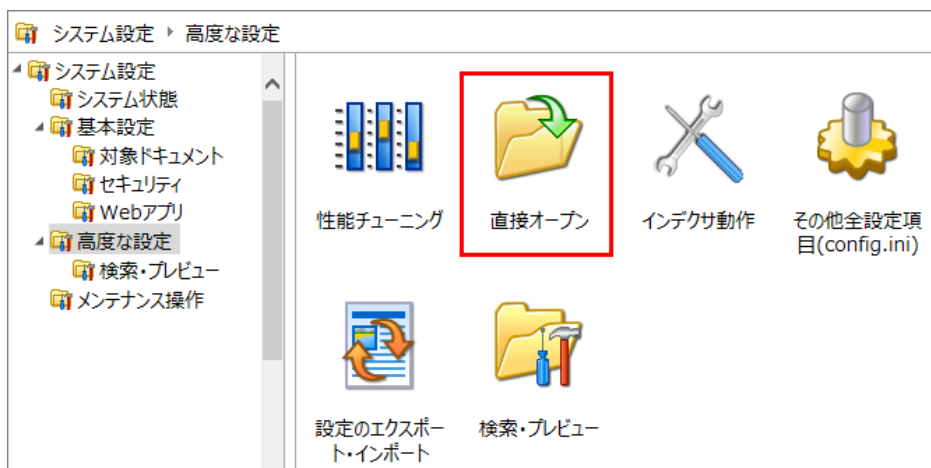 システム設定 ▸ 高度な設定
システム設定
システム状態
基本設定
対象ドキュメント
セキュリティ
Webアプリ
高度な設定
検索・プレビュー
メンテナンス操作
性能チューニング
直接オープン
インデクサ動作
その他全設定項
目(config.ini)
設定のエクスポー
ト・インポート
検索・プレビュー